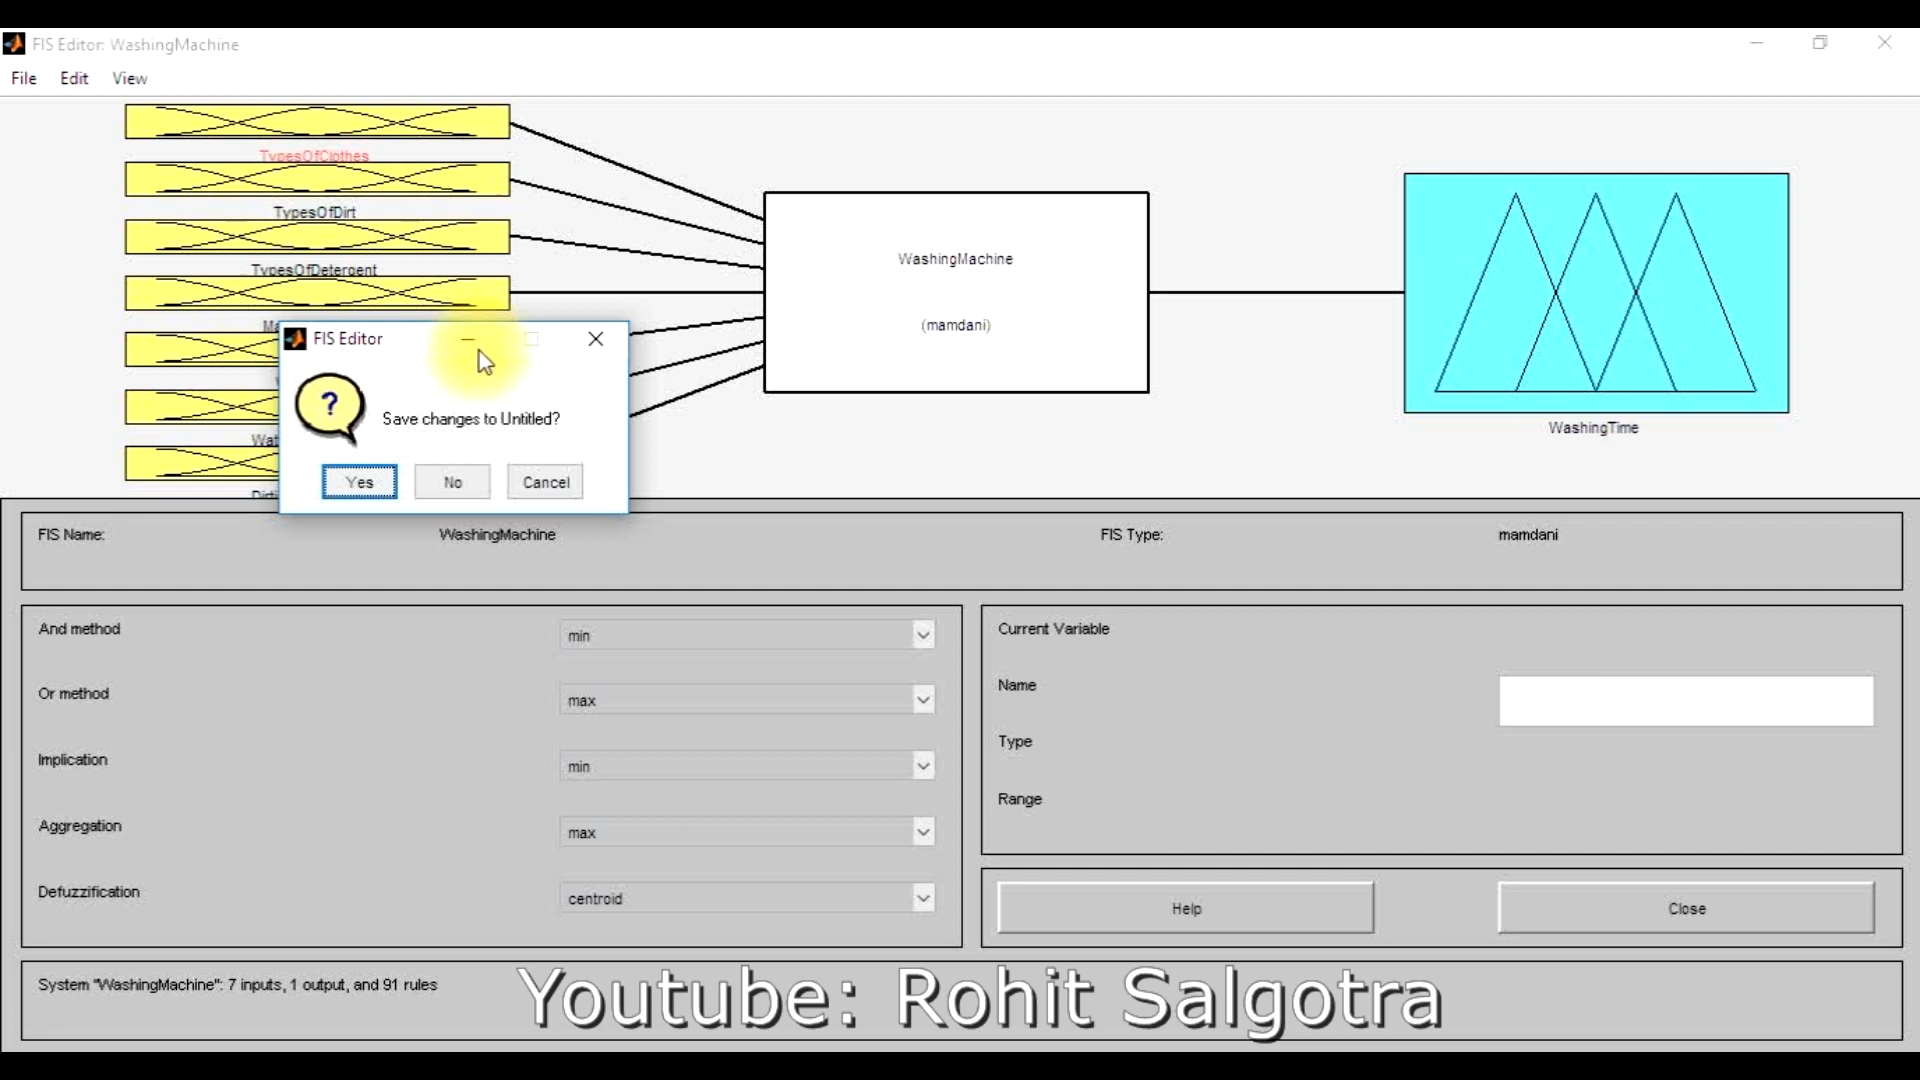 FIS Editor: WashingMachine
File Edit View
TypesOfClothes
TypesOfDirt
TypesOfDetergent
WashingMachine
(mamdani)
WashingTime
FIS Editor
?
Save changes to Untitled?
Yes No Cancel
FIS Name: WashingMachine FIS Type: mamdani
And method min
Or method max
Implication min
Aggregation max
Defuzzification centroid
Current Variable
Name
Type
Range
Help Close
System "WashingMachine": 7 inputs, 1 output, and 91 rules
Youtube: Rohit Salgotra